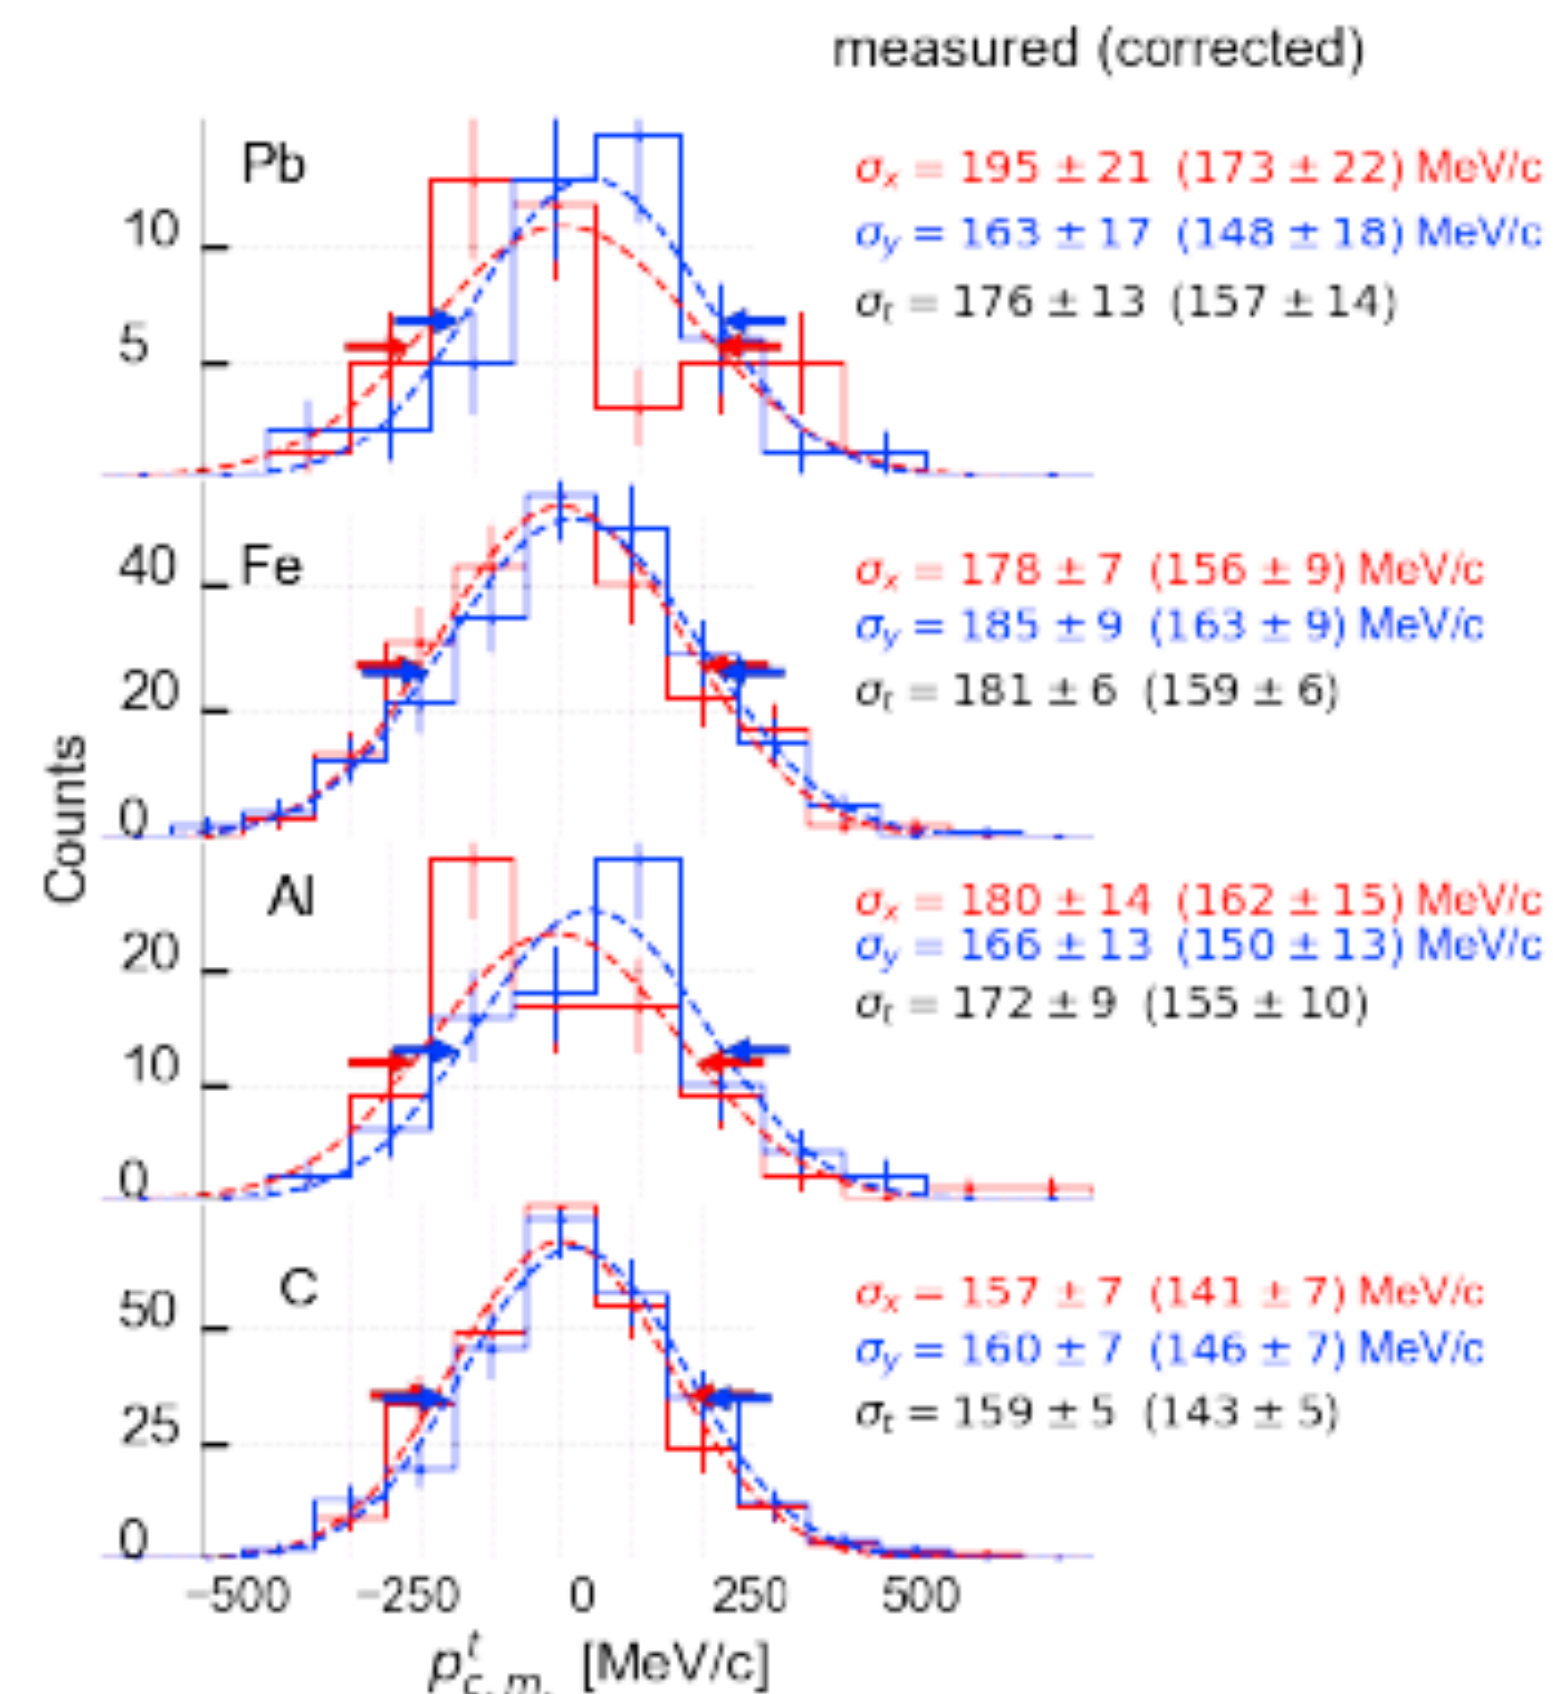 measured (corrected)
Pb
σx = 195 ± 21 (173 ± 22) MeV/c
σy = 163 ± 17 (148 ± 18) MeV/c
σt = 176 ± 13 (157 ± 14)
10
5
Fe
σx = 178 ± 7 (156 ± 9) MeV/c
σy = 185 ± 9 (163 ± 9) MeV/c
σt = 181 ± 6 (159 ± 6)
40
20
0
Counts
Al
σx = 180 ± 14 (162 ± 15) MeV/c
σy = 166 ± 13 (150 ± 13) MeV/c
σt = 172 ± 9 (155 ± 10)
20
10
0
C
σx = 157 ± 7 (141 ± 7) MeV/c
σy = 160 ± 7 (146 ± 7) MeV/c
σt = 159 ± 5 (143 ± 5)
50
25
0
−500 −250 0 250 500
p^t_c.m. [MeV/c]